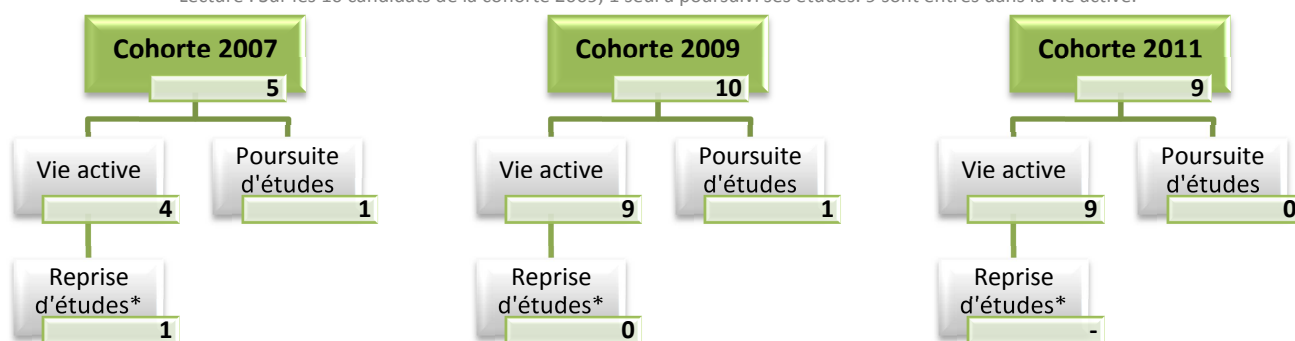 Lecture : Sur les 10 candidats de la cohorte 2009, 1 seul a poursuivi ses études. 9 sont entrés dans la vie active.
Cohorte 2007
5
Vie active
4
Poursuite
d'études
1
Reprise
d'études*
1
Cohorte 2009
10
Vie active
9
Poursuite
d'études
1
Reprise
d'études*
0
Cohorte 2011
9
Vie active
9
Poursuite
d'études
0
Reprise
d'études*
-